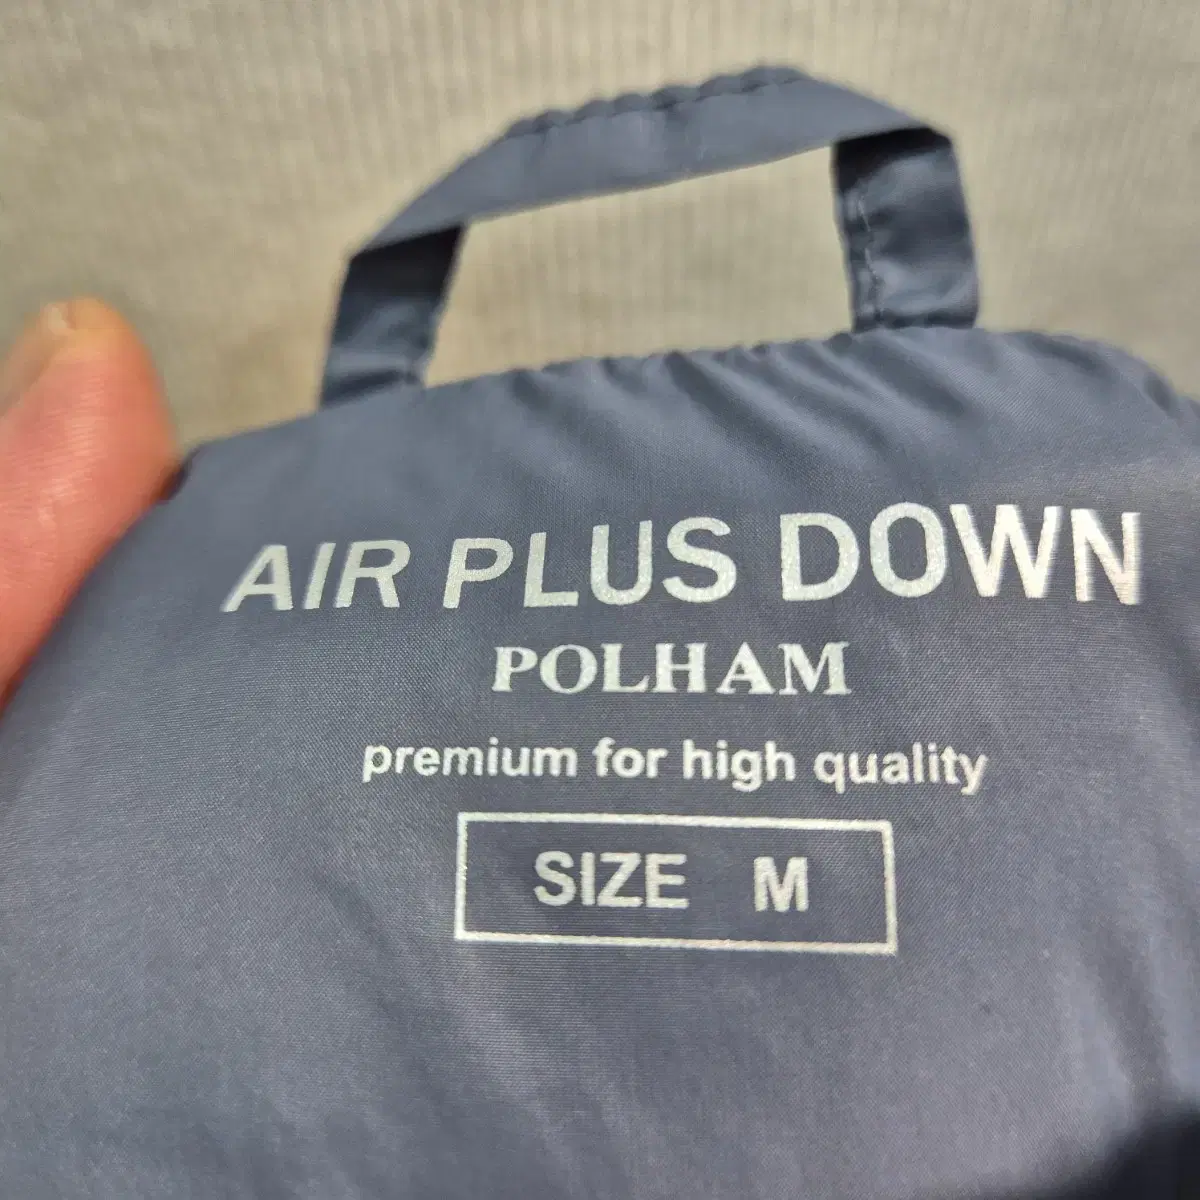 AIR PLUS DOWN
POLHAM
premium for high quality
SIZE M